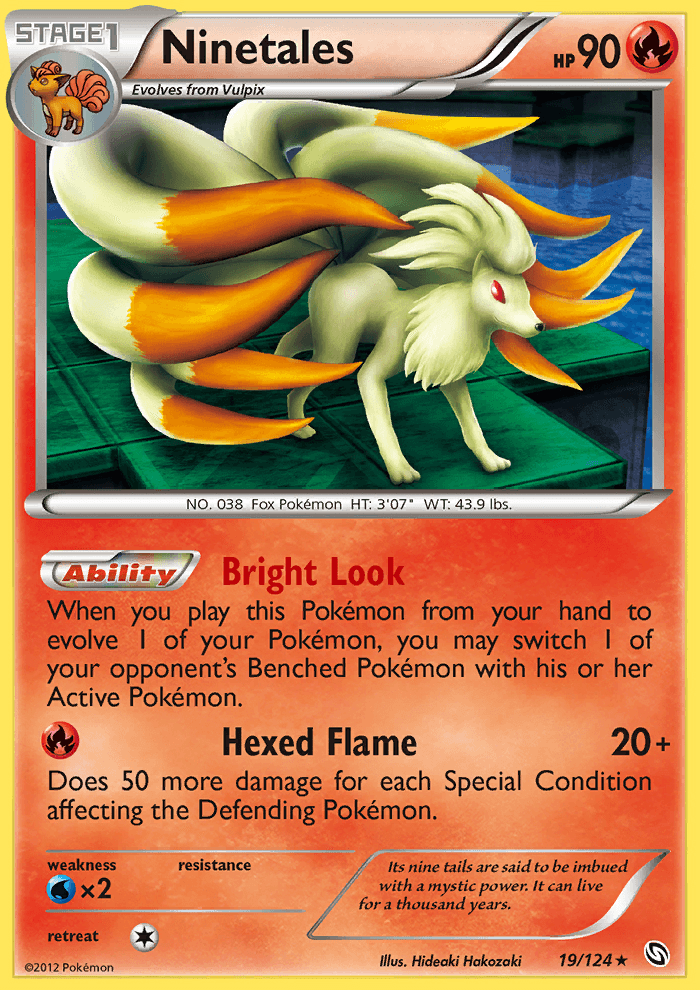 STAGE1
Ninetales
HP 90
Evolves from Vulpix
NO. 038 Fox Pokémon HT: 3'07" WT: 43.9 lbs.
Ability Bright Look
When you play this Pokémon from your hand to
evolve 1 of your Pokémon, you may switch 1 of
your opponent's Benched Pokémon with his or her
Active Pokémon.
Hexed Flame 20+
Does 50 more damage for each Special Condition
affecting the Defending Pokémon.
weakness resistance
×2
Its nine tails are said to be imbued
with a mystic power. It can live
for a thousand years.
retreat
©2012 Pokémon
Illus. Hideaki Hakozaki 19/124 ★